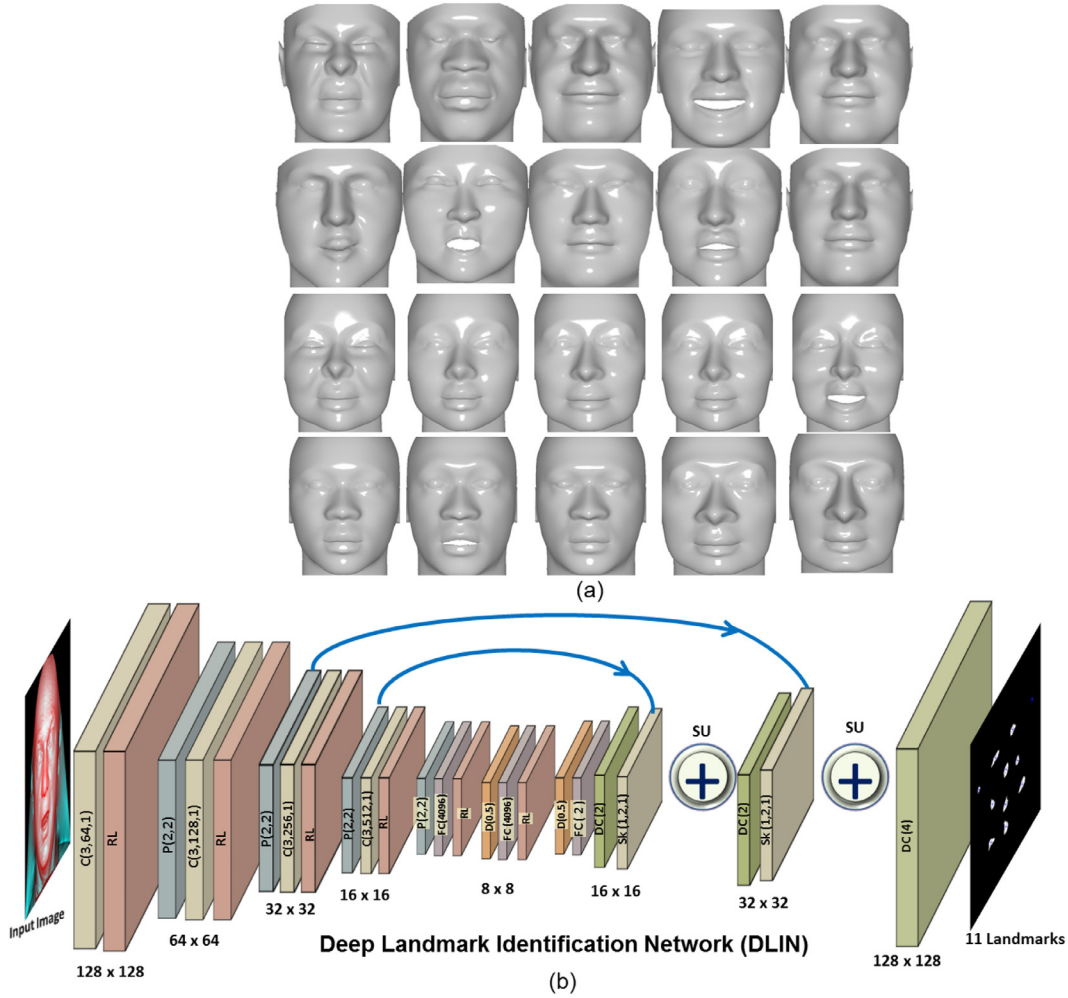 (a)
SU
SU
Input Image
C(3,64,1)
RL
P(2,2)
C(3,128,1)
RL
P(2,2)
C(3,256,1)
RL
P(2,2)
C(3,512,1)
RL
P(2,2)
FC(4096)
RL
D(0.5)
FC(4096)
RL
D(0.5)
FC( 2 )
DC(2)
Sk(1,2,1)
DC(2)
Sk(1,2,1)
DC(4)
11 Landmarks
128 x 128
64 x 64
32 x 32
16 x 16
8 x 8
16 x 16
32 x 32
128 x 128
Deep Landmark Identification Network (DLIN)
(b)